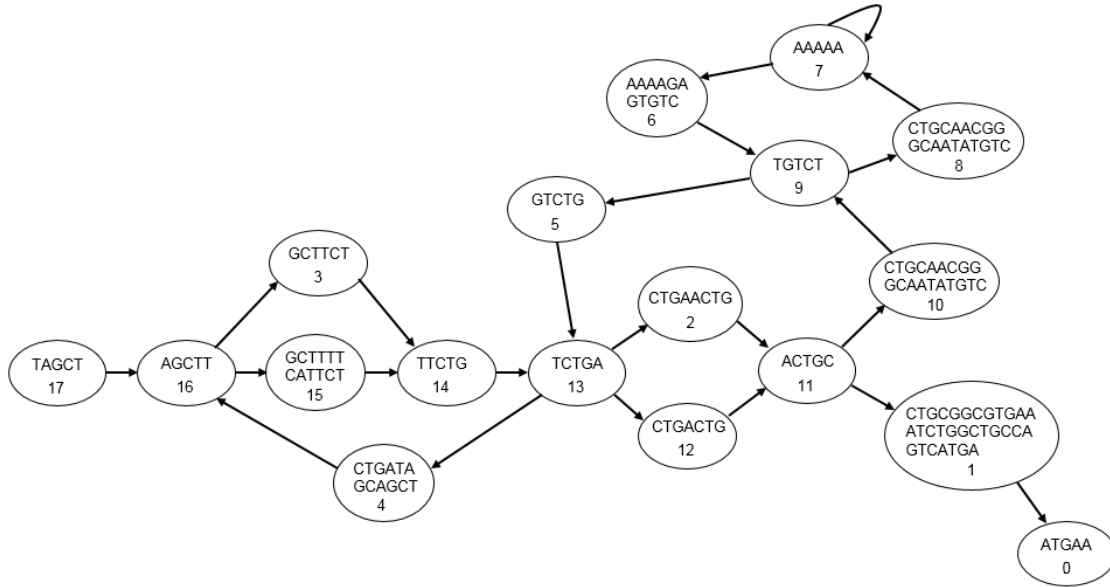 AAAAA
7
AAAAGA
GTGTC
6
CTGCAACGG
GCAATATGTC
8
TGTCT
9
GTCTG
5
GCTTCT
3
CTGCAACGG
GCAATATGTC
10
CTGAACTG
2
TAGCT
17
AGCTT
16
GCTTTT
CATTCT
15
TTCTG
14
TCTGA
13
ACTGC
11
CTGACTG
12
CTGCGGCGTGAA
ATCTGGCTGCCA
GTCATGA
1
CTGATA
GCAGCT
4
ATGAA
0